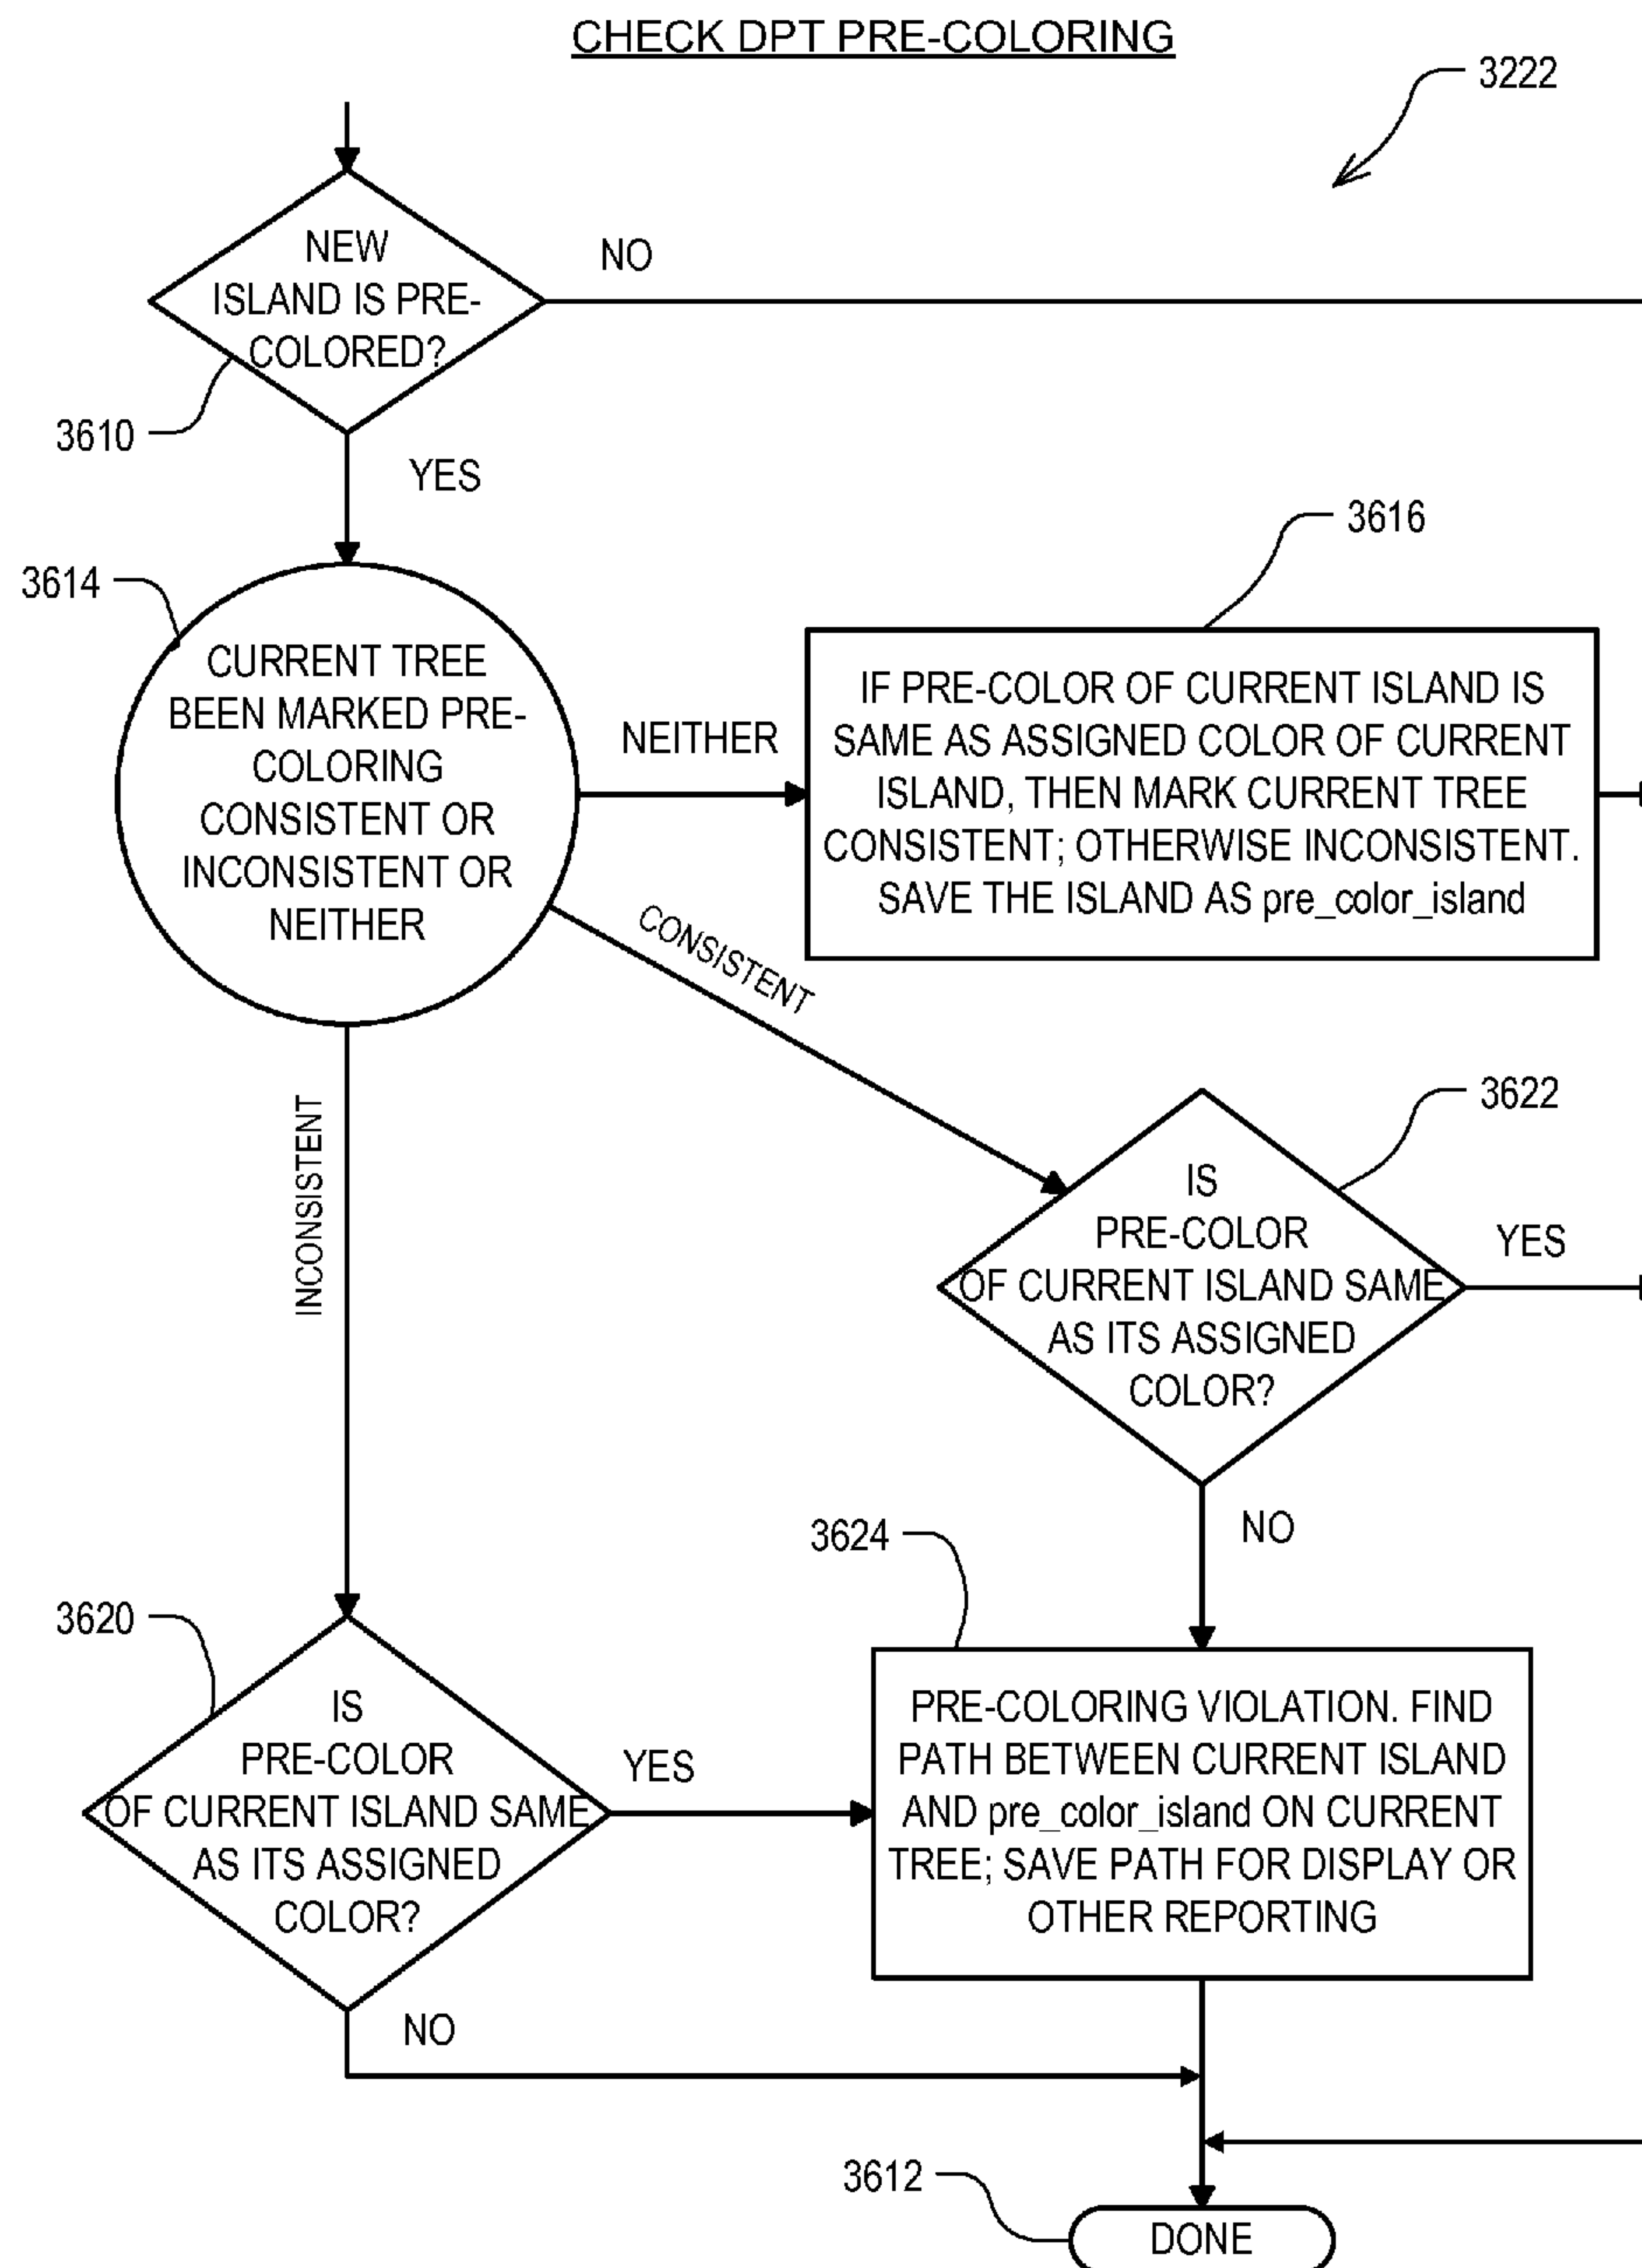 CHECK DPT PRE-COLORING
3222
NEW
ISLAND IS PRE-
COLORED?
NO
3610
YES
3614
CURRENT TREE
BEEN MARKED PRE-
COLORING
CONSISTENT OR
INCONSISTENT OR
NEITHER
NEITHER
3616
IF PRE-COLOR OF CURRENT ISLAND IS
SAME AS ASSIGNED COLOR OF CURRENT
ISLAND, THEN MARK CURRENT TREE
CONSISTENT; OTHERWISE INCONSISTENT.
SAVE THE ISLAND AS pre_color_island
CONSISTENT
INCONSISTENT
3622
IS
PRE-COLOR
OF CURRENT ISLAND SAME
AS ITS ASSIGNED
COLOR?
YES
NO
3620
IS
PRE-COLOR
OF CURRENT ISLAND SAME
AS ITS ASSIGNED
COLOR?
YES
NO
3624
PRE-COLORING VIOLATION. FIND
PATH BETWEEN CURRENT ISLAND
AND pre_color_island ON CURRENT
TREE; SAVE PATH FOR DISPLAY OR
OTHER REPORTING
3612
DONE